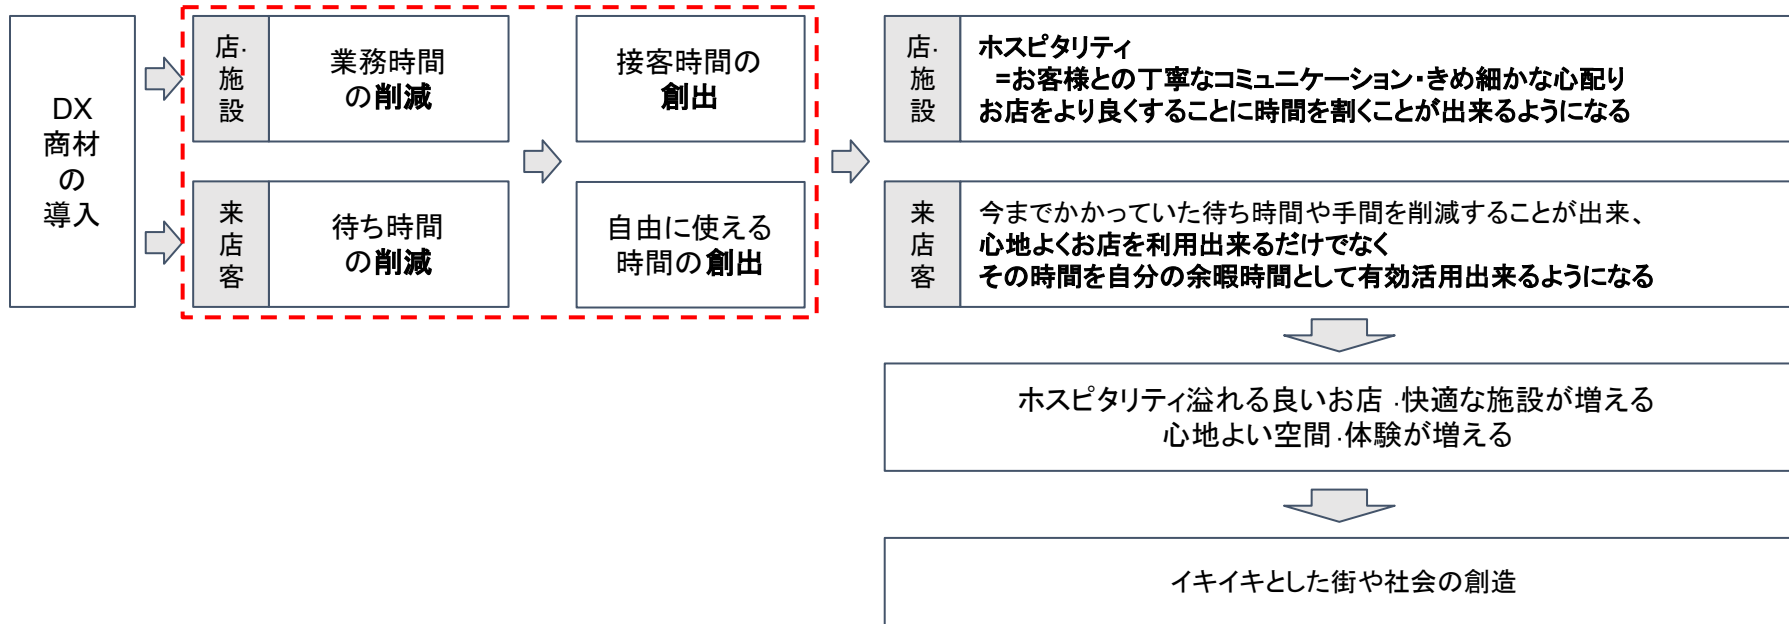 DX
商材
の
導入
店·
施
設
業務時間
の削減
接客時間の
創出
来
店
客
待ち時間
の削減
自由に使える
時間の創出
店·
施
設
ホスピタリティ
=お客様との丁寧なコミュニケーション・きめ細かな心配り
お店をより良くすることに時間を割くことが出来るようになる
来
店
客
今までかかっていた待ち時間や手間を削減することが出来、
心地よくお店を利用出来るだけでなく
その時間を自分の余暇時間として有効活用出来るようになる
ホスピタリティ溢れる良いお店·快適な施設が増える
心地よい空間·体験が増える
イキイキとした街や社会の創造